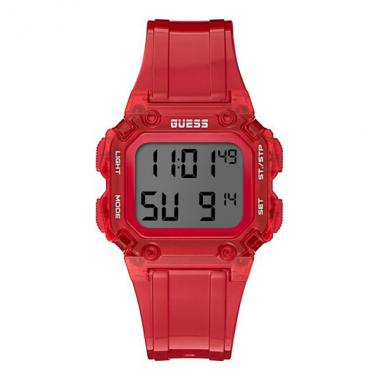 GUESS
LIGHT
ST./STP
11:01 49
SU 9 14
MODE
SET